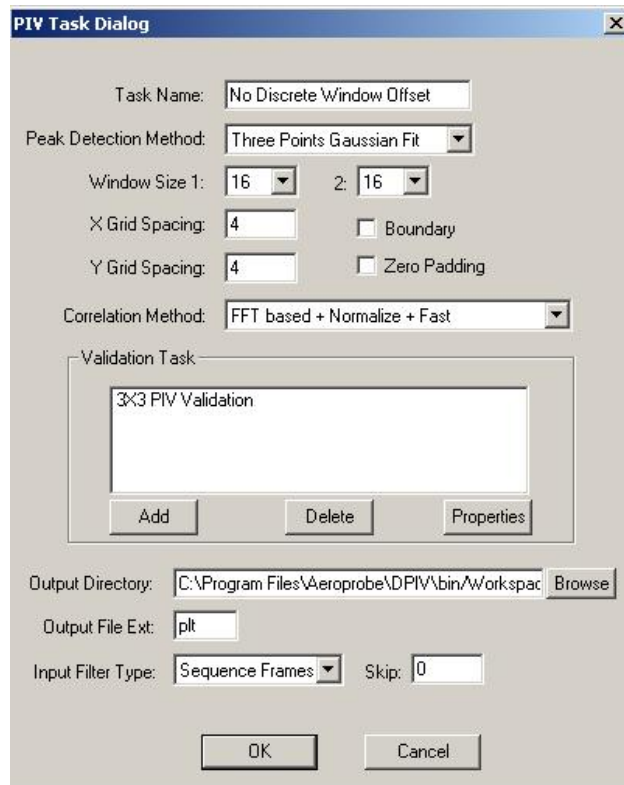 PIV Task Dialog
Task Name: No Discrete Window Offset
Peak Detection Method: Three Points Gaussian Fit
Window Size 1: 16 2: 16
X Grid Spacing: 4 Boundary
Y Grid Spacing: 4 Zero Padding
Correlation Method: FFT based + Normalize + Fast
Validation Task
3X3 PIV Validation
Add Delete Properties
Output Directory: C:\Program Files\Aeroprobe\DPIV\bin/Workspac Browse
Output File Ext: plt
Input Filter Type: Sequence Frames Skip: 0
OK Cancel